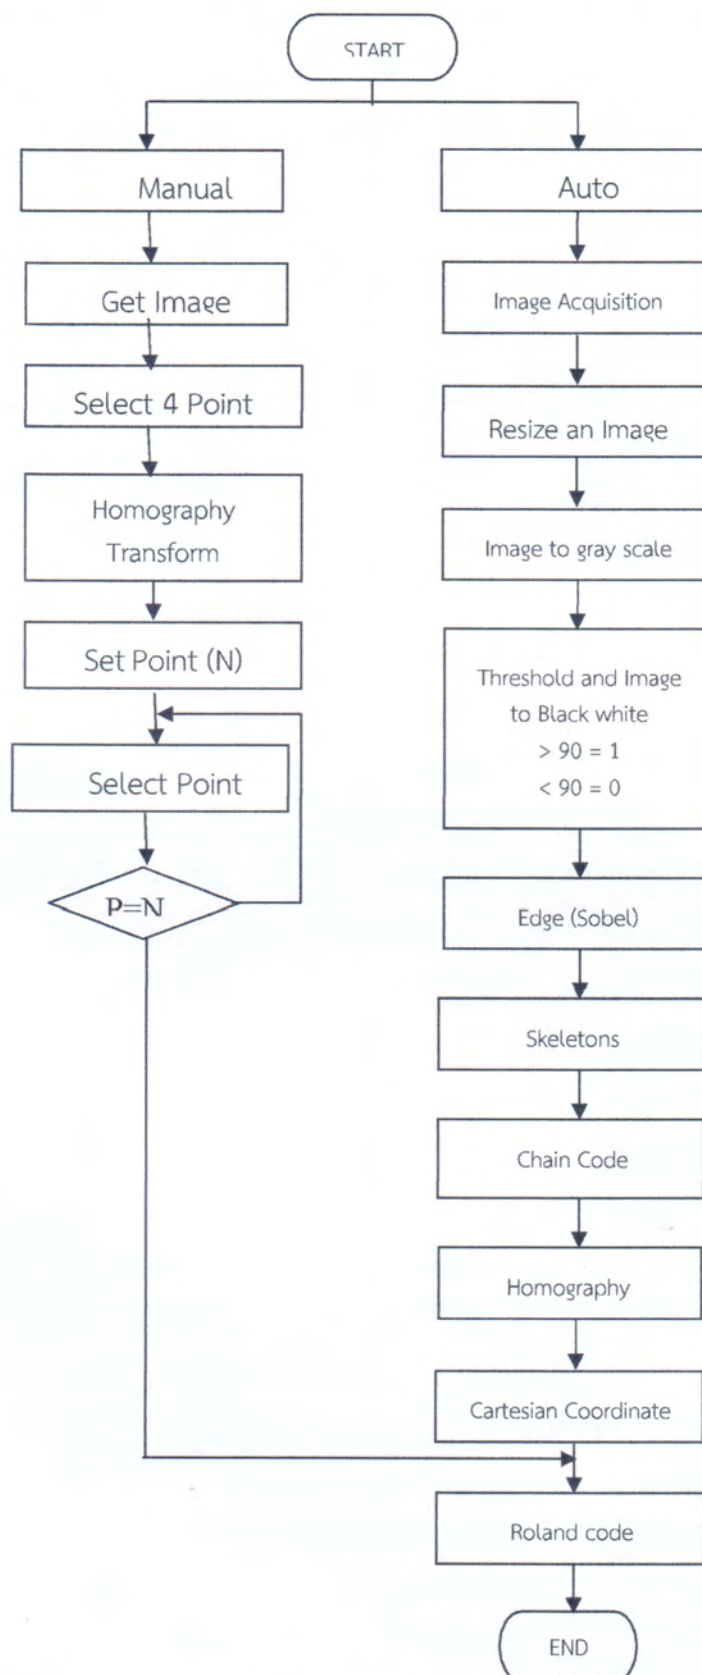 START
Manual
Get Image
Select 4 Point
Homography
Transform
Set Point (N)
Select Point
P=N
Auto
Image Acquisition
Resize an Image
Image to gray scale
Threshold and Image
to Black white
> 90 = 1
< 90 = 0
Edge (Sobel)
Skeletons
Chain Code
Homography
Cartesian Coordinate
Roland code
END